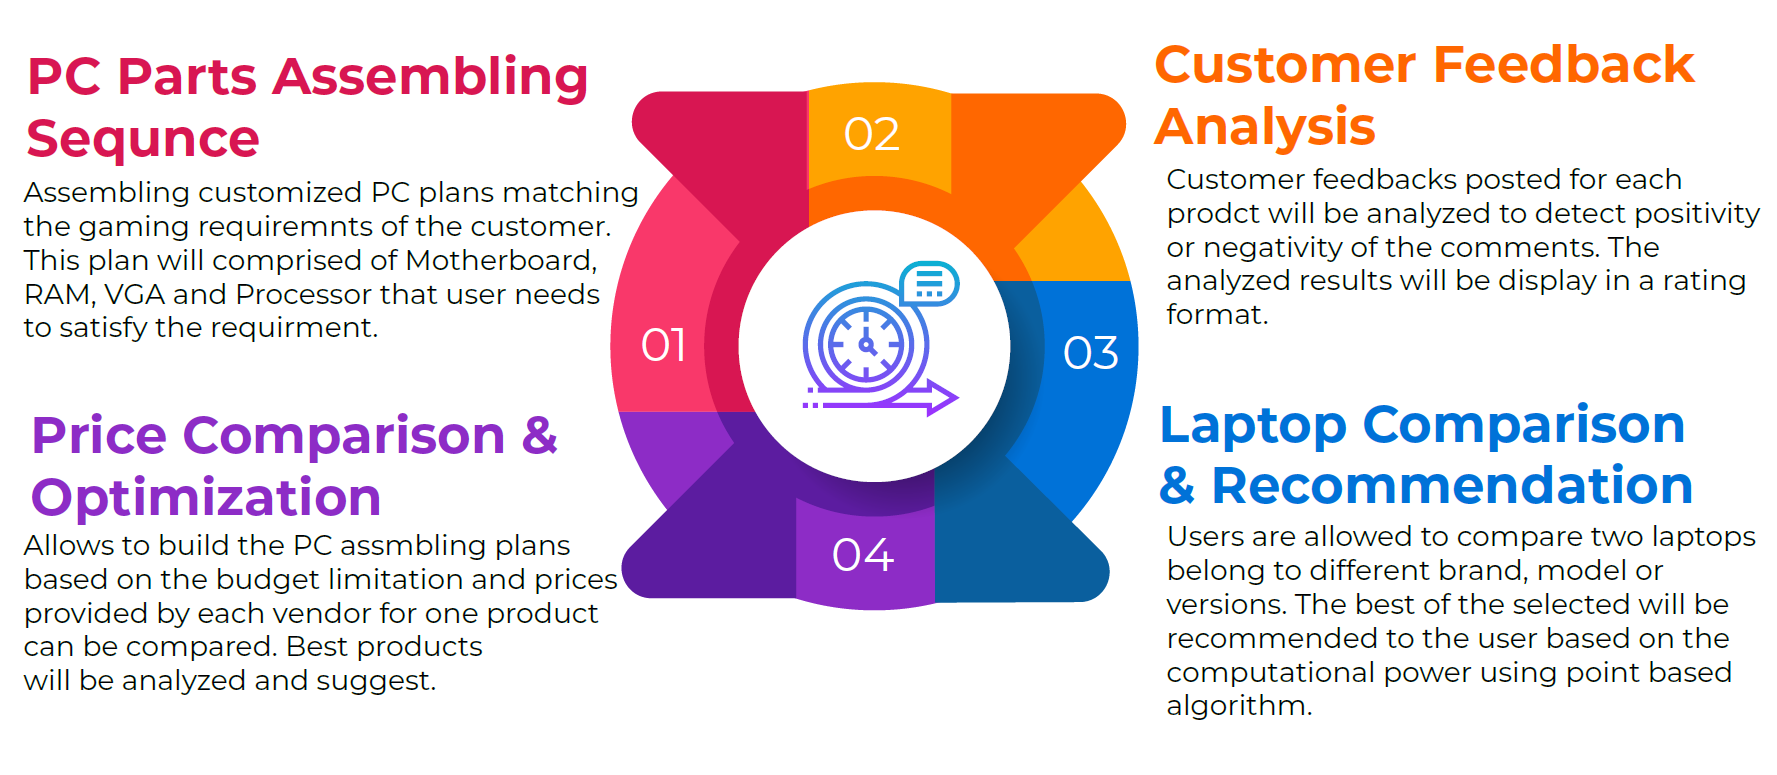 PC Parts Assembling
Sequnce
Assembling customized PC plans matching
the gaming requiremnts of the customer.
This plan will comprised of Motherboard,
RAM, VGA and Processor that user needs
to satisfy the requirment.
Price Comparison &
Optimization
Allows to build the PC assmbling plans
based on the budget limitation and prices
provided by each vendor for one product
can be compared. Best products
will be analyzed and suggest.
01
02
03
04
Customer Feedback
Analysis
Customer feedbacks posted for each
prodct will be analyzed to detect positivity
or negativity of the comments. The
analyzed results will be display in a rating
format.
Laptop Comparison
& Recommendation
Users are allowed to compare two laptops
belong to different brand, model or
versions. The best of the selected will be
recommended to the user based on the
computational power using point based
algorithm.